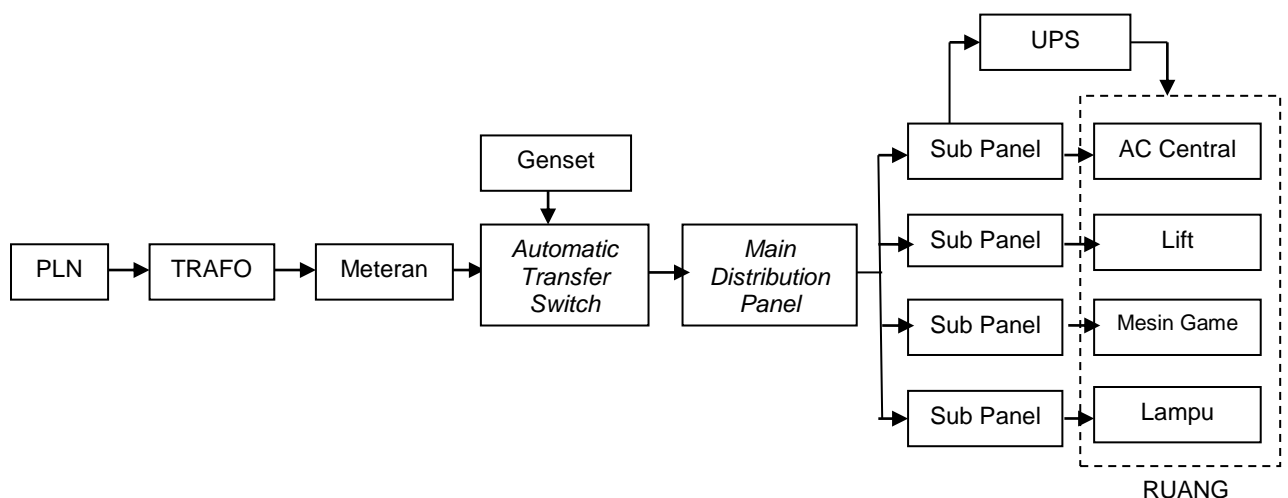 UPS
Genset
Sub Panel
AC Central
PLN
TRAFO
Meteran
Automatic
Transfer
Switch
Main
Distribution
Panel
Sub Panel
Lift
Sub Panel
Mesin Game
Sub Panel
Lampu
RUANG